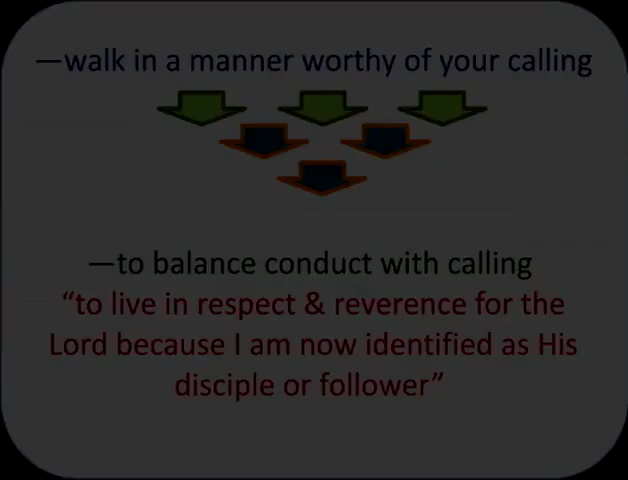 —walk in a manner worthy of your calling
—to balance conduct with calling
“to live in respect & reverence for the
Lord because I am now identified as His
disciple or follower”